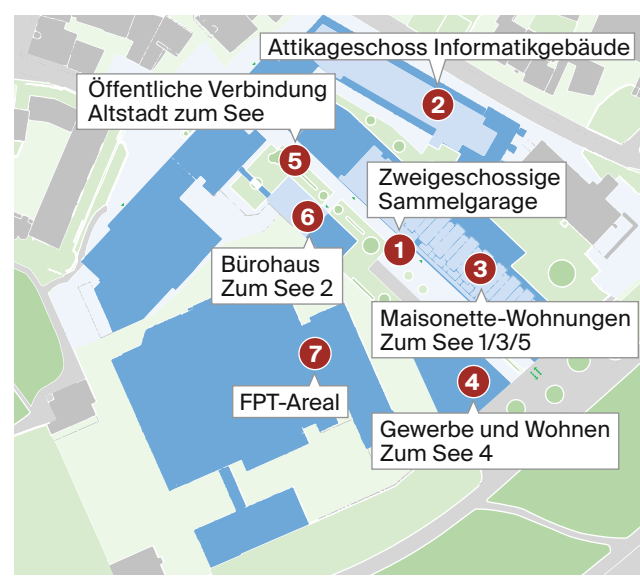 Attikageschoss Informatikgebäude
2
Öffentliche Verbindung
Altstadt zum See
5
Zweigeschossige
Sammelgarage
1
6
Bürohaus
Zum See 2
3
Maisonette-Wohnungen
Zum See 1/3/5
7
FPT-Areal
4
Gewerbe und Wohnen
Zum See 4